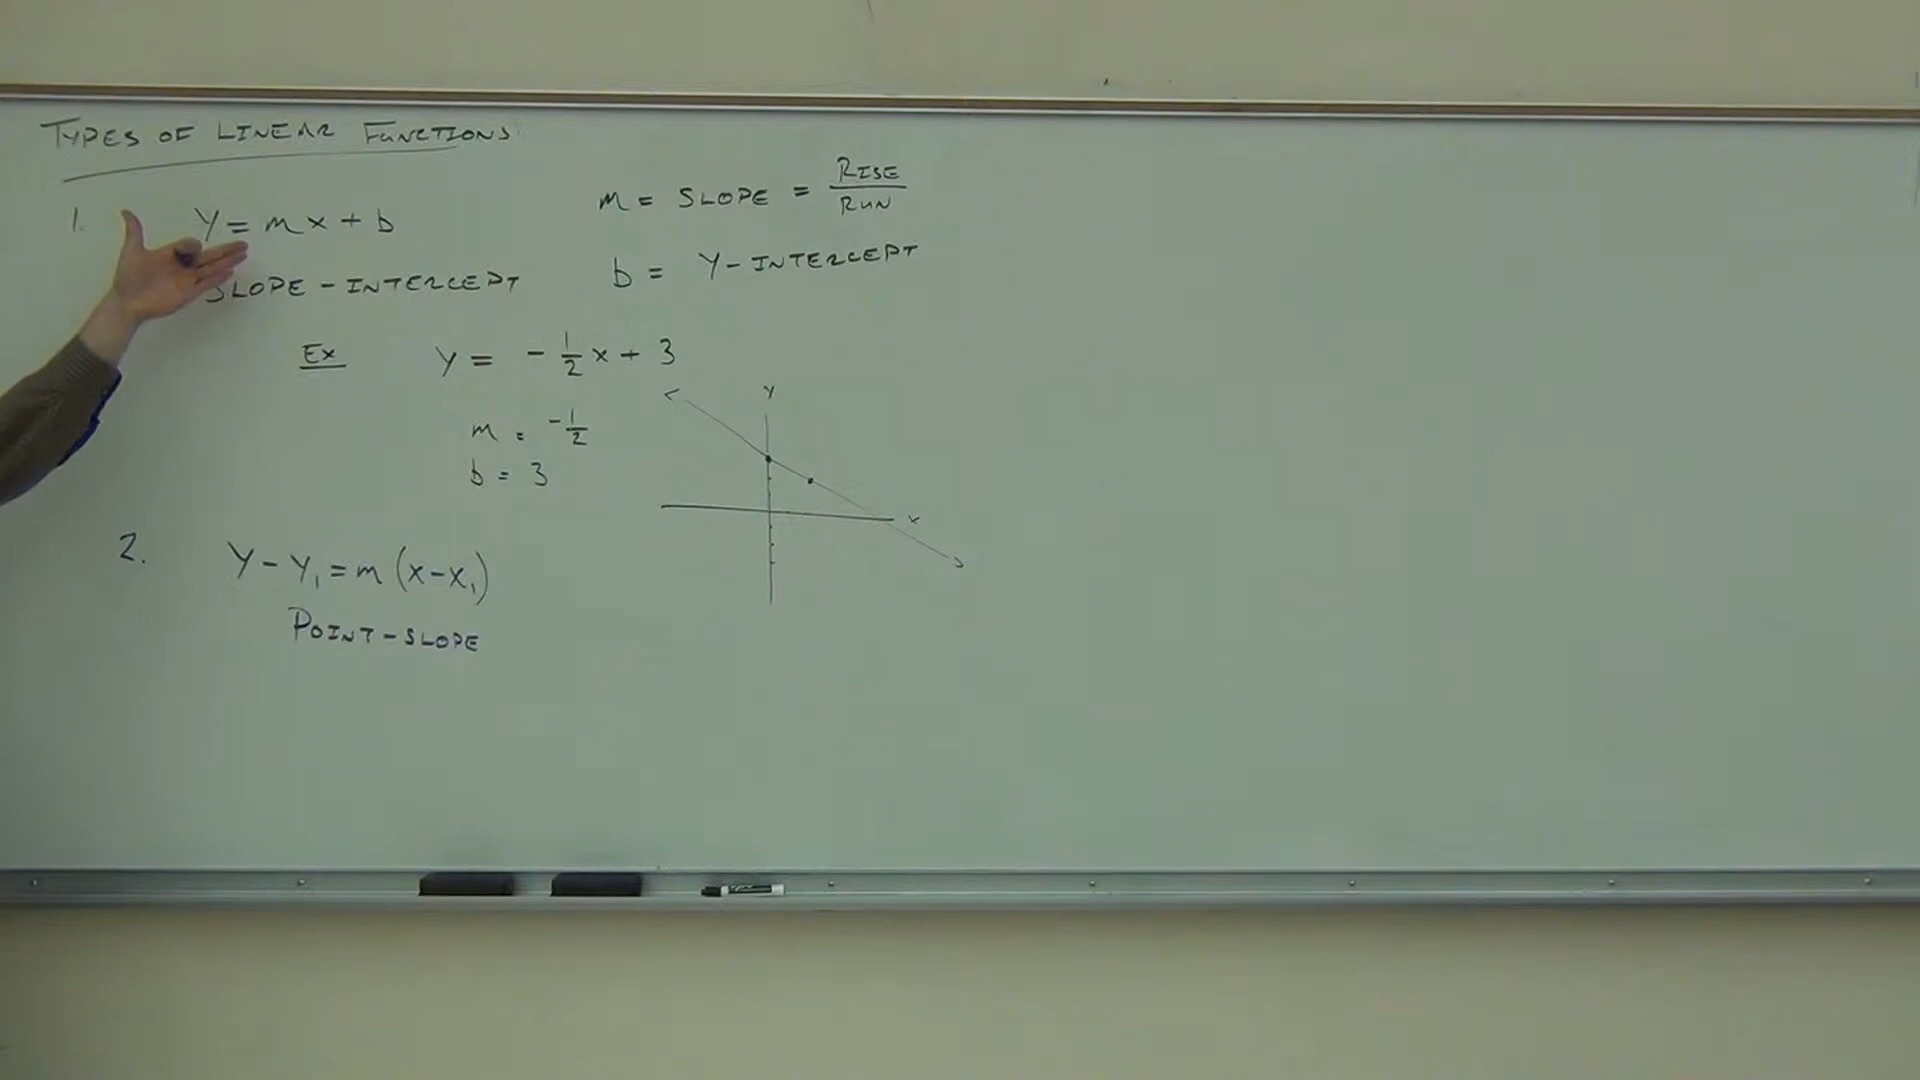 TYPES OF LINEAR FUNCTIONS
1. Y = mx + b
SLOPE - INTERCEPT
m = SLOPE = RISE/RUN
b = Y-INTERCEPT
Ex y = -1/2 x + 3
m = -1/2
b = 3
Y
X
2. Y - Y₁ = m(x - x₁)
POINT - SLOPE